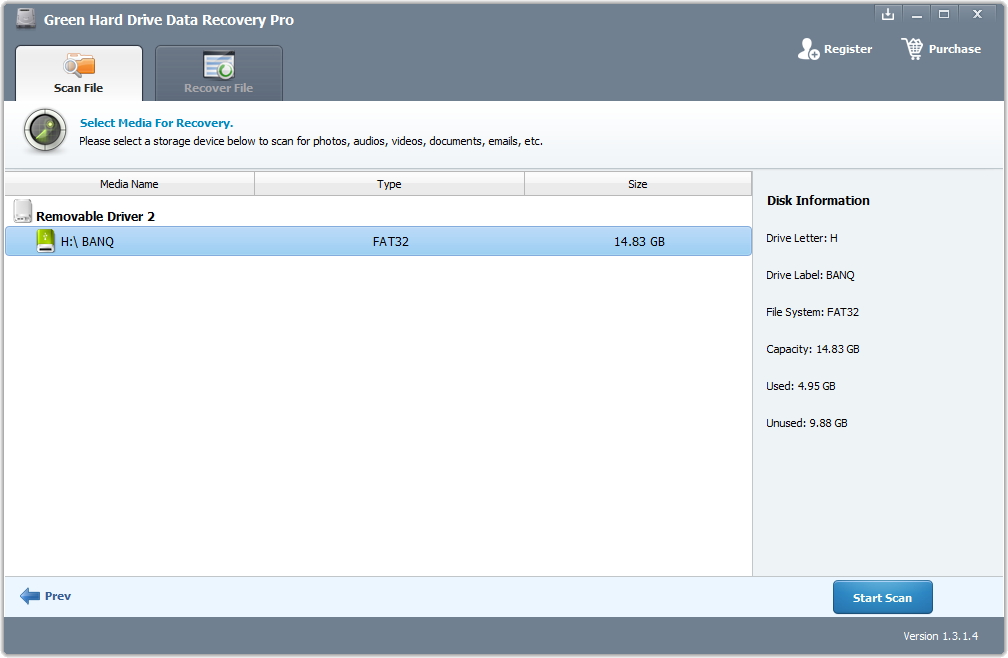 Green Hard Drive Data Recovery Pro
Register
Purchase
Scan File
Recover File
Select Media For Recovery.
Please select a storage device below to scan for photos, audios, videos, documents, emails, etc.
Media Name Type Size
Removable Driver 2
H:\ BANQ FAT32 14.83 GB
Disk Information
Drive Letter: H
Drive Label: BANQ
File System: FAT32
Capacity: 14.83 GB
Used: 4.95 GB
Unused: 9.88 GB
Prev
Start Scan
Version 1.3.1.4